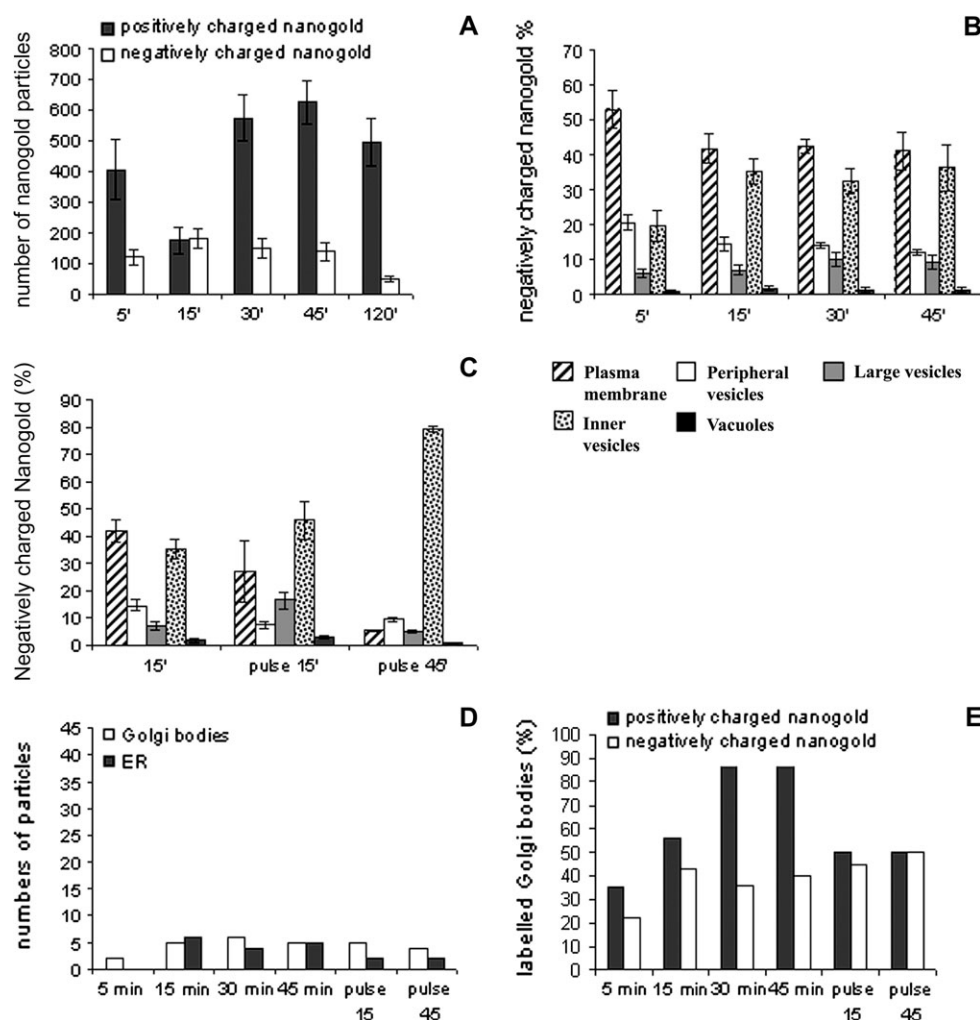 A
positively charged nanogold
negatively charged nanogold
number of nanogold particles
800
700
600
500
400
300
200
100
0
5' 15' 30' 45' 120'
B
negatively charged nanogold %
70
60
50
40
30
20
10
0
5' 15' 30' 45'
Plasma membrane
Peripheral vesicles
Large vesicles
Inner vesicles
Vacuoles
C
Negatively charged Nanogold (%)
90
80
70
60
50
40
30
20
10
0
15' pulse 15' pulse 45'
D
Golgi bodies
ER
numbers of particles
45
40
35
30
25
20
15
10
5
0
5 min 15 min 30 min 45 min pulse 15 pulse 45
E
positively charged nanogold
negatively charged nanogold
labelled Golgi bodies (%)
100
90
80
70
60
50
40
30
20
10
0
5 min 15 min 30 min 45 min pulse 15 pulse 45